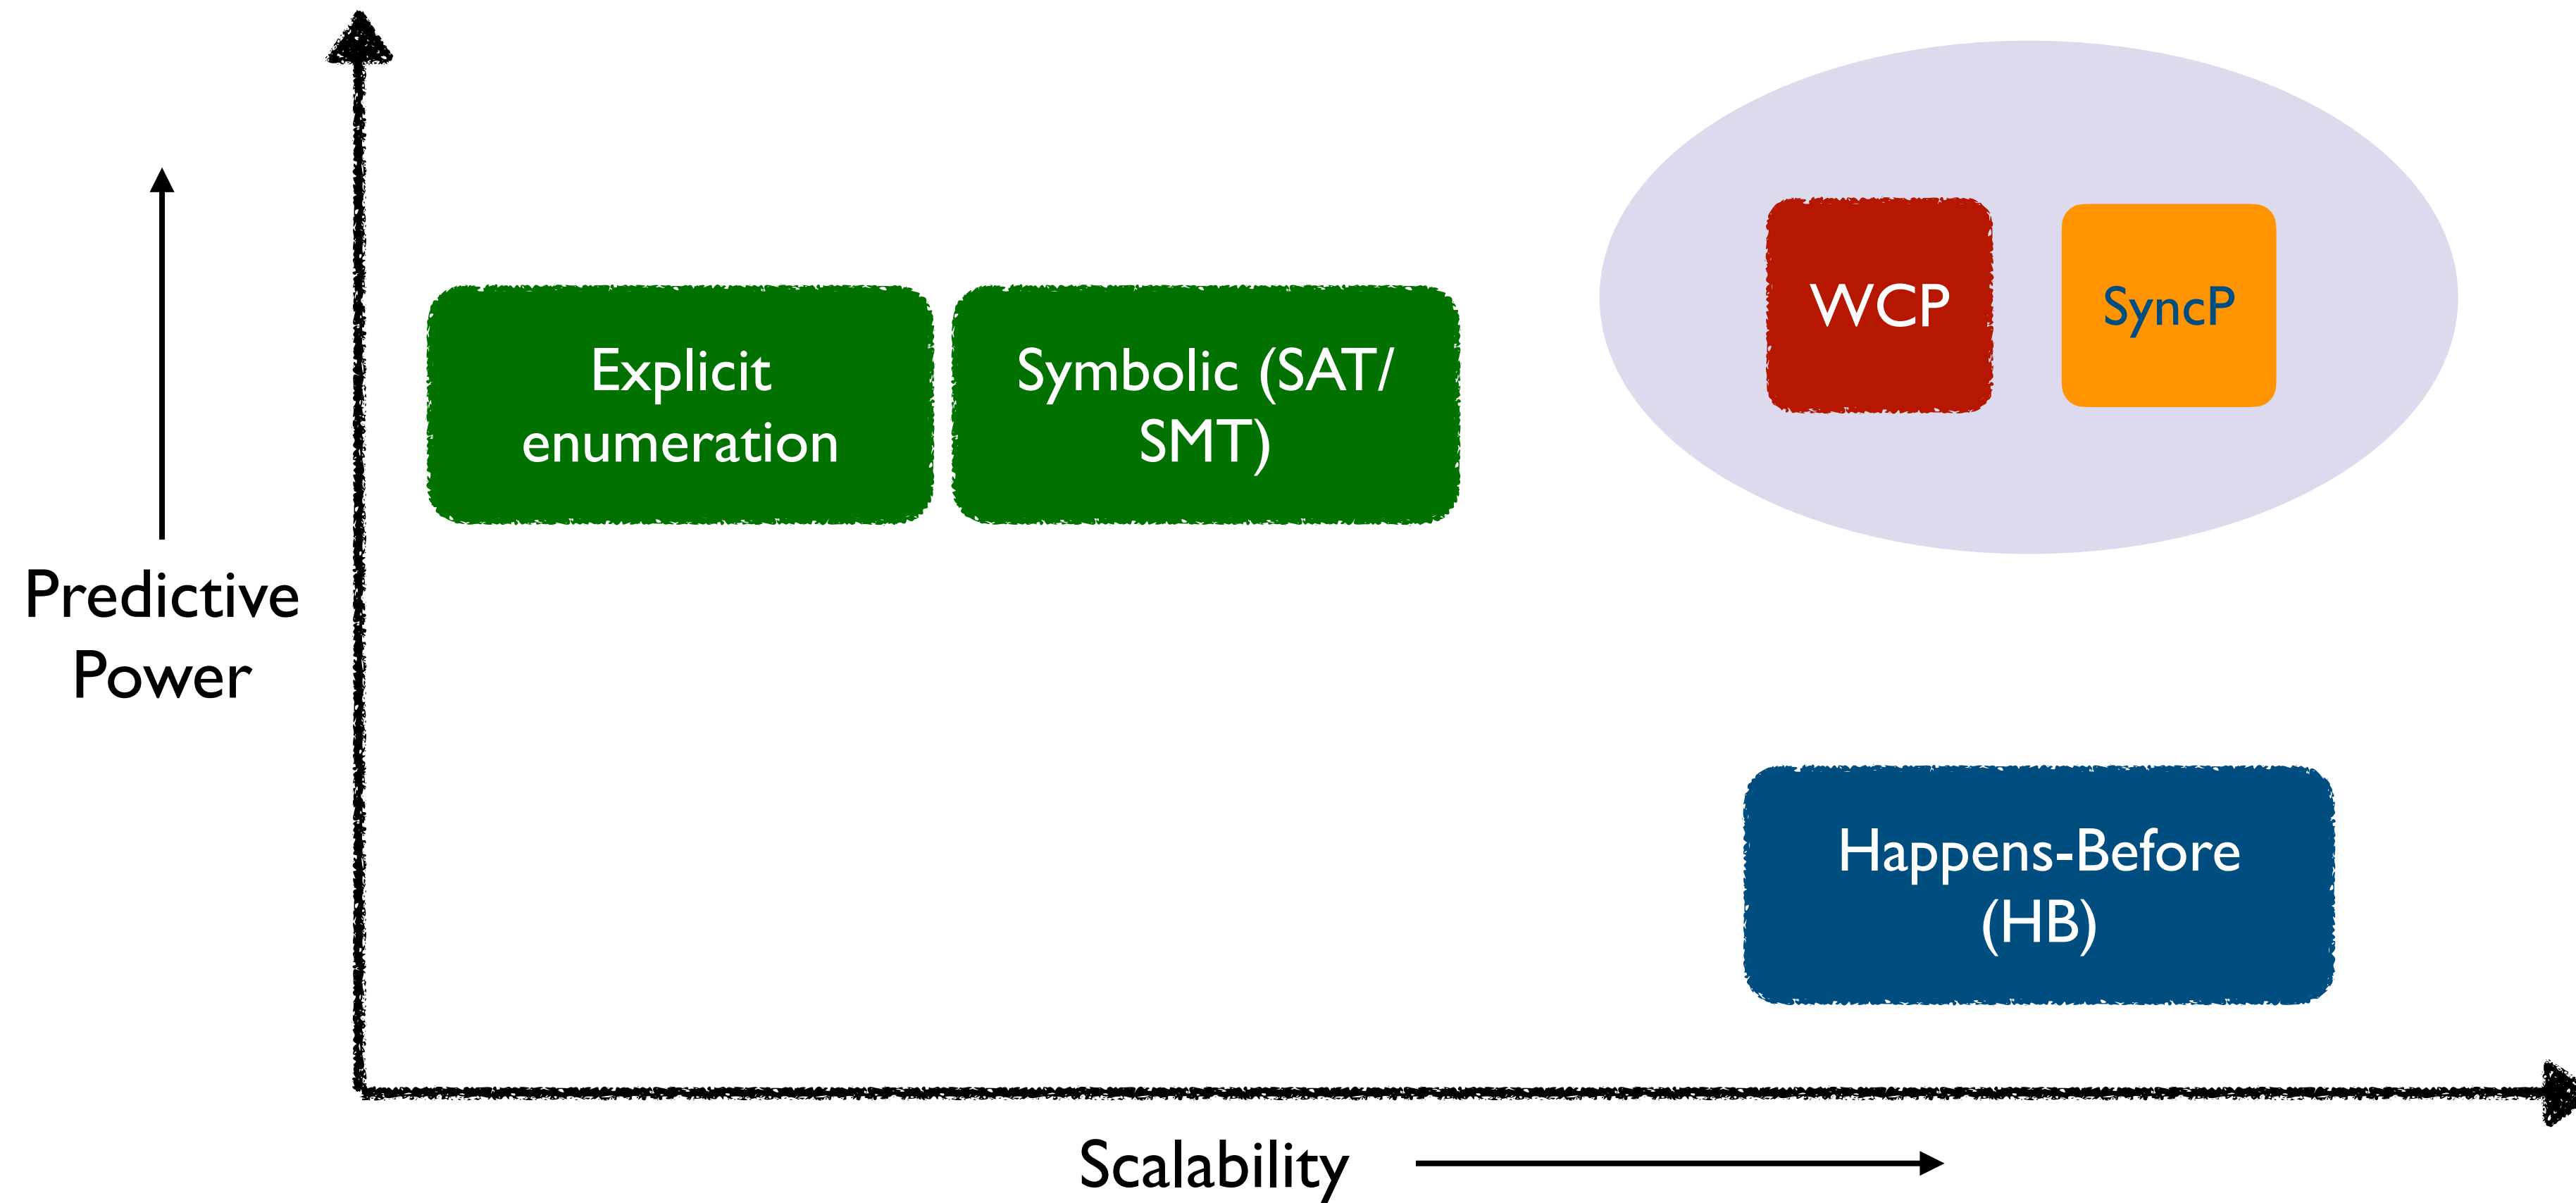 WCP
SyncP
Explicit
enumeration
Symbolic (SAT/
SMT)
Predictive
Power
Happens-Before
(HB)
Scalability